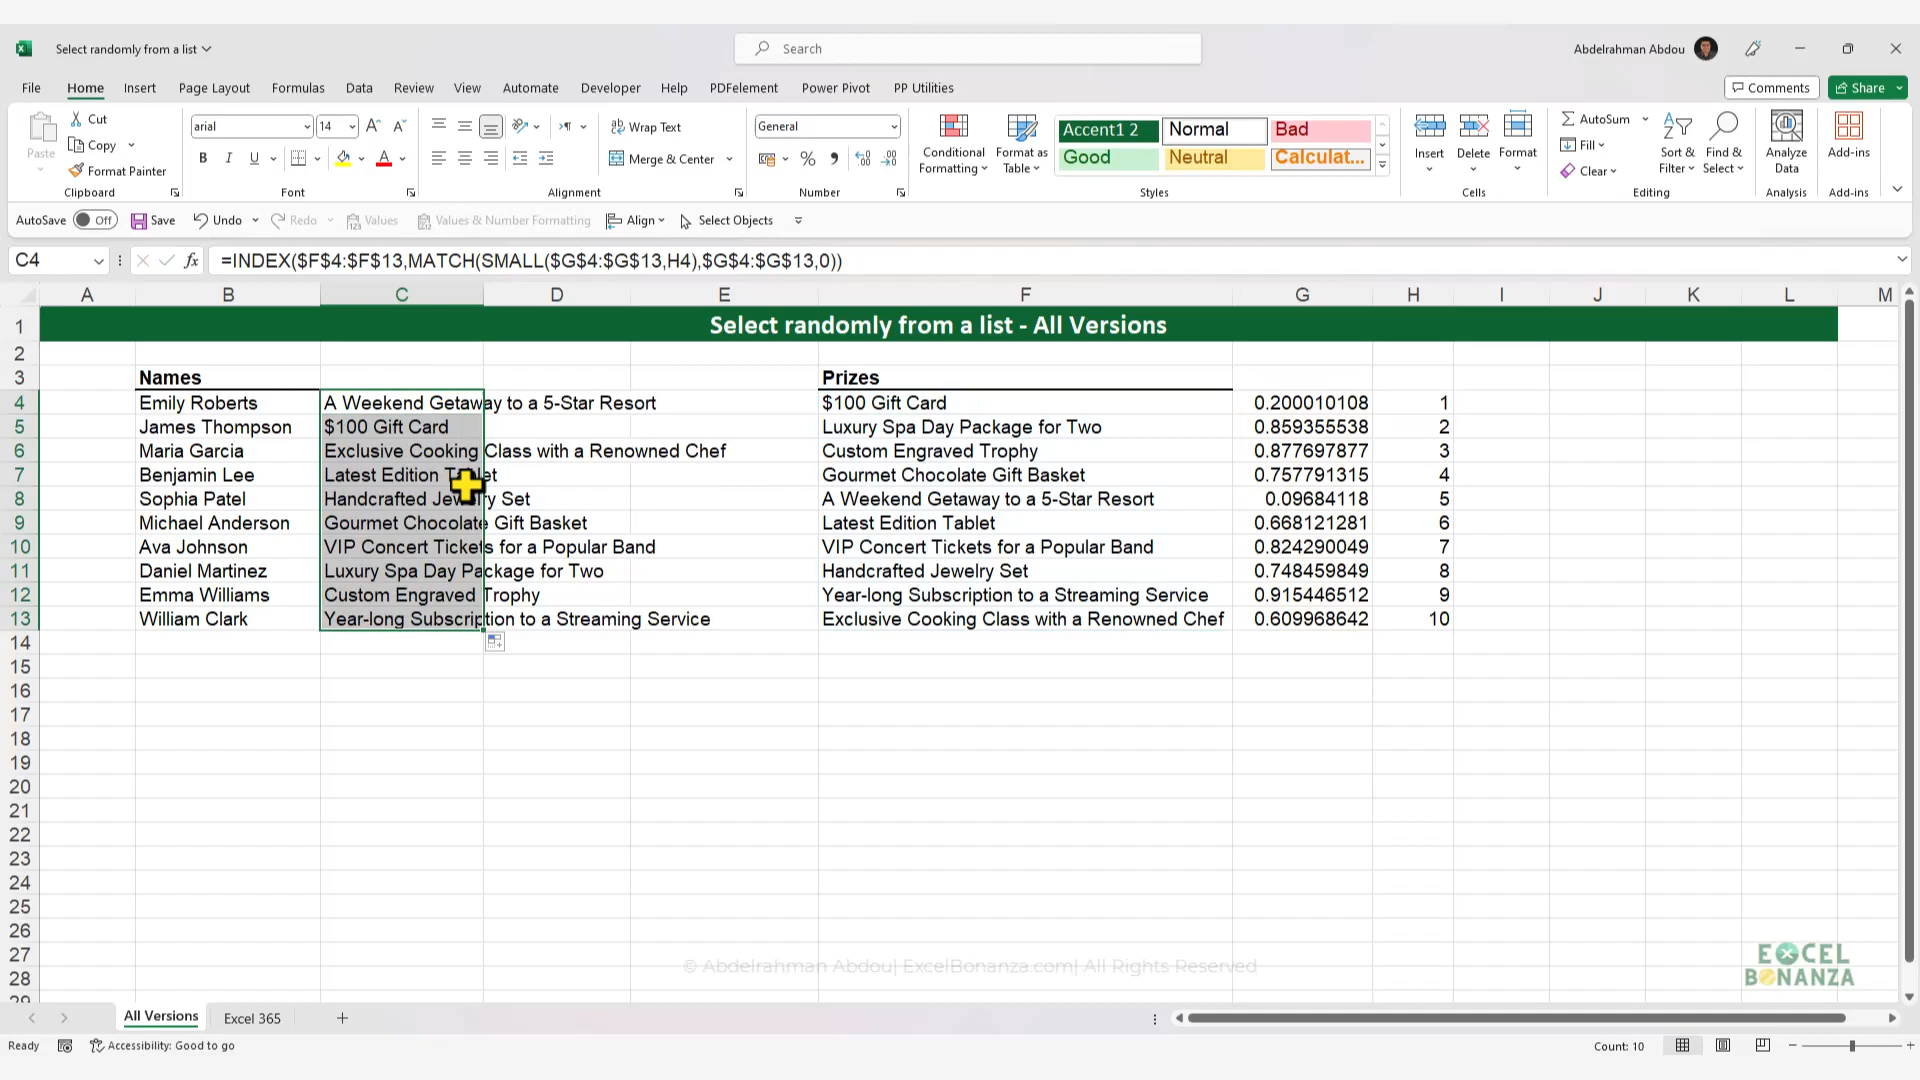 Select randomly from a list
Search
Abdelrahman Abdou
File Home Insert Page Layout Formulas Data Review View Automate Developer Help PDFelement Power Pivot PP Utilities Comments Share
Paste
Cut
Copy
Format Painter
Clipboard
arial 14 A A
B I U A
Font
Wrap Text
Merge & Center
Alignment
General
%
Number
Conditional Formatting
Format as Table
Accent1 2 Normal Bad
Good Neutral Calculat...
Styles
Insert Delete Format
Cells
AutoSum
Fill
Clear
Sort & Filter
Find & Select
Editing
Analyze Data
Analysis
Add-ins
Add-ins
AutoSave Off Save Undo Redo Values Values & Number Formatting Align Select Objects
C4 fx =INDEX($F$4:$F$13,MATCH(SMALL($G$4:$G$13,H4),$G$4:$G$13,0))
A B C D E F G H I J K L M
1 Select randomly from a list - All Versions
2
3 Names Prizes
4 Emily Roberts A Weekend Getaway to a 5-Star Resort $100 Gift Card 0.200010108 1
5 James Thompson $100 Gift Card Luxury Spa Day Package for Two 0.859355538 2
6 Maria Garcia Exclusive Cooking Class with a Renowned Chef Custom Engraved Trophy 0.877697877 3
7 Benjamin Lee Latest Edition Tablet Gourmet Chocolate Gift Basket 0.757791315 4
8 Sophia Patel Handcrafted Jewelry Set A Weekend Getaway to a 5-Star Resort 0.09684118 5
9 Michael Anderson Gourmet Chocolate Gift Basket Latest Edition Tablet 0.668121281 6
10 Ava Johnson VIP Concert Tickets for a Popular Band VIP Concert Tickets for a Popular Band 0.824290049 7
11 Daniel Martinez Luxury Spa Day Package for Two Handcrafted Jewelry Set 0.748459849 8
12 Emma Williams Custom Engraved Trophy Year-long Subscription to a Streaming Service 0.915446512 9
13 William Clark Year-long Subscription to a Streaming Service Exclusive Cooking Class with a Renowned Chef 0.609968642 10
14
15
16
17
18
19
20
21
22
23
24
25
26
27
28
29
© Abdelrahman Abdou| ExcelBonanza.com| All Rights Reserved
EXCEL
BONANZA
All Versions Excel 365
Ready Accessibility: Good to go Count: 10